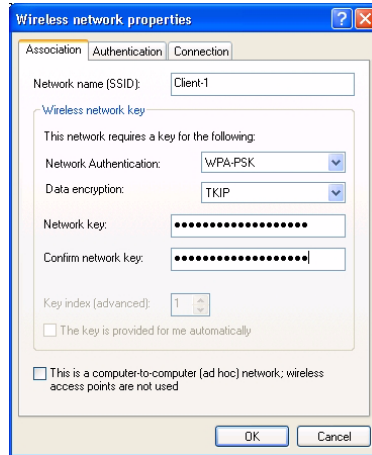 Wireless network properties
Association Authentication Connection
Network name (SSID): Client-1
Wireless network key
This network requires a key for the following:
Network Authentication: WPA-PSK
Data encryption: TKIP
Network key: •••••••••••••••••••
Confirm network key: •••••••••••••••••••
Key index (advanced): 1
The key is provided for me automatically
This is a computer-to-computer (ad hoc) network; wireless
access points are not used
OK Cancel